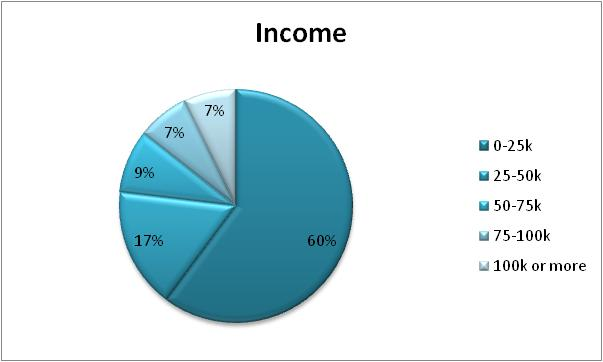 Income
7%
7%
9%
17%
60%
0-25k
25-50k
50-75k
75-100k
100k or more